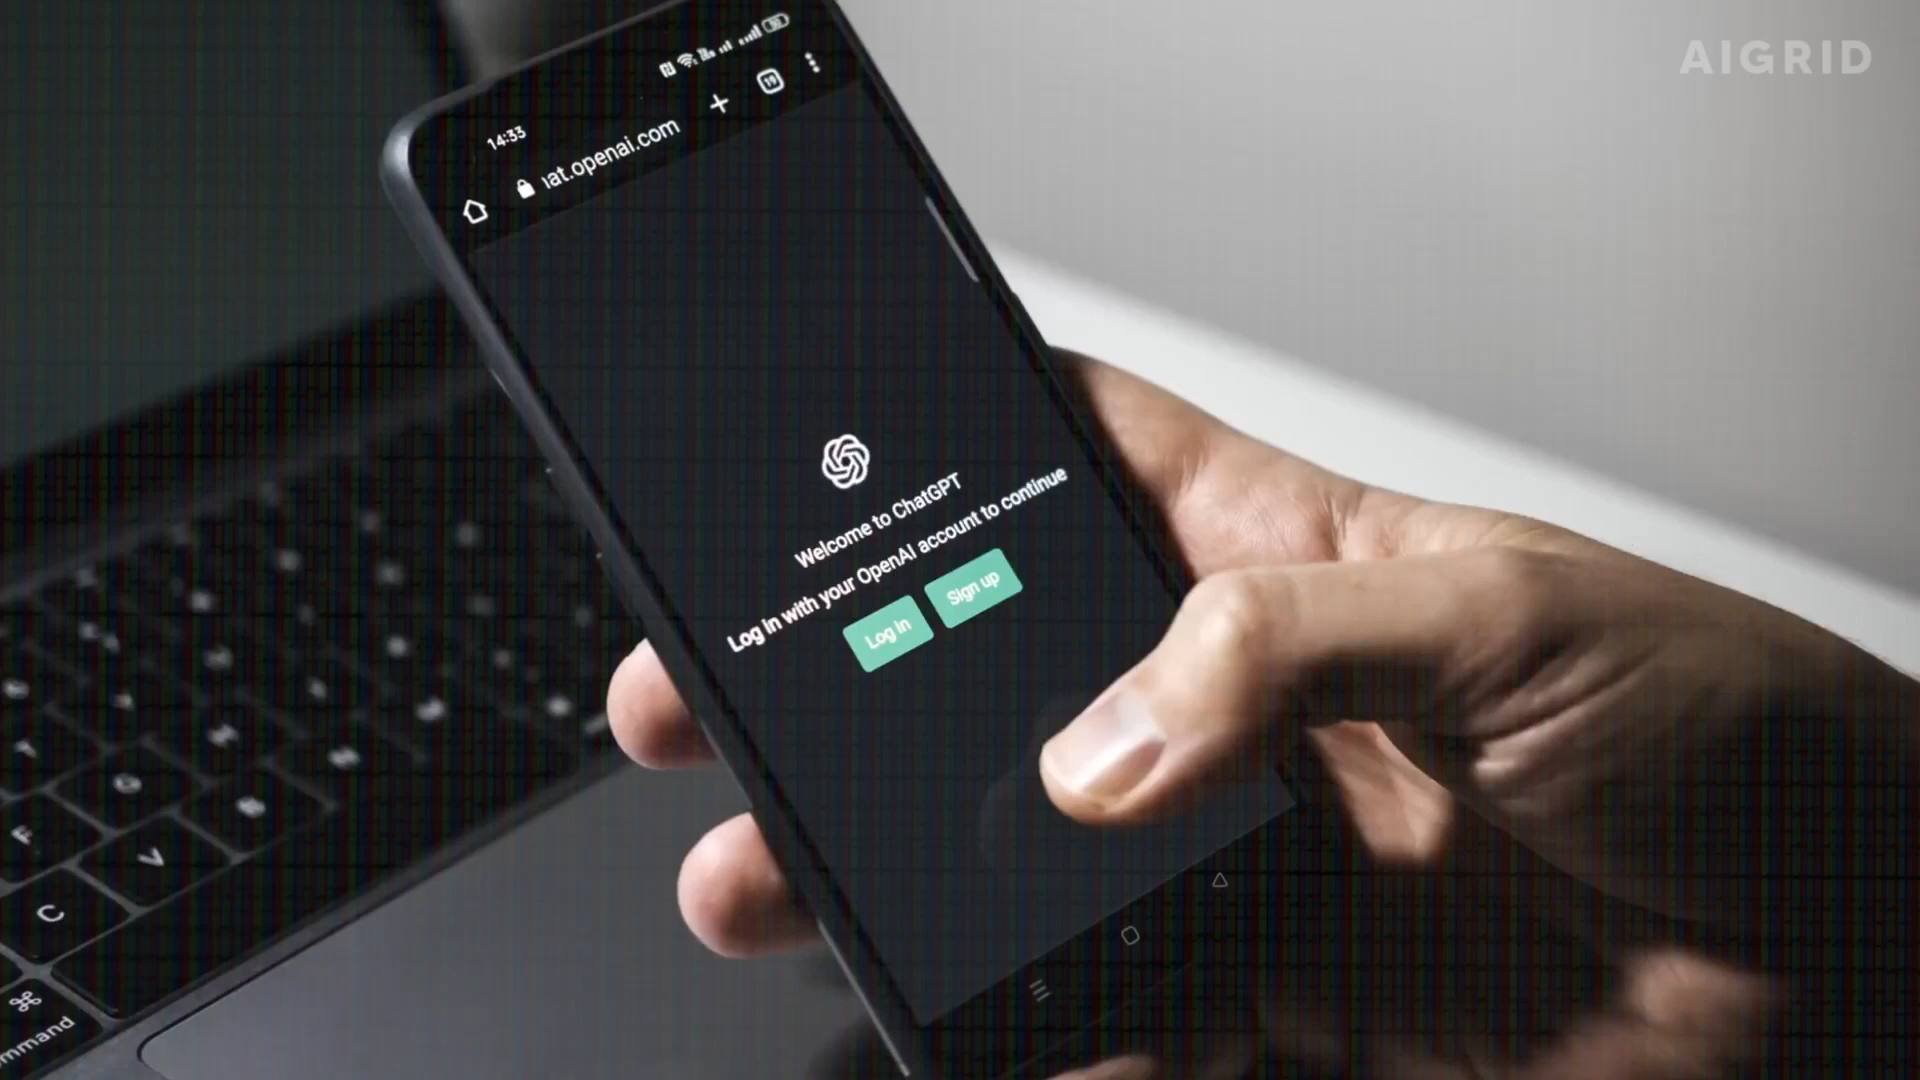 AIGRID
14:33
19
at.openai.com
Welcome to ChatGPT
Log in with your OpenAI account to continue
Log in
Sign up
F
V
C
⌘
mmand